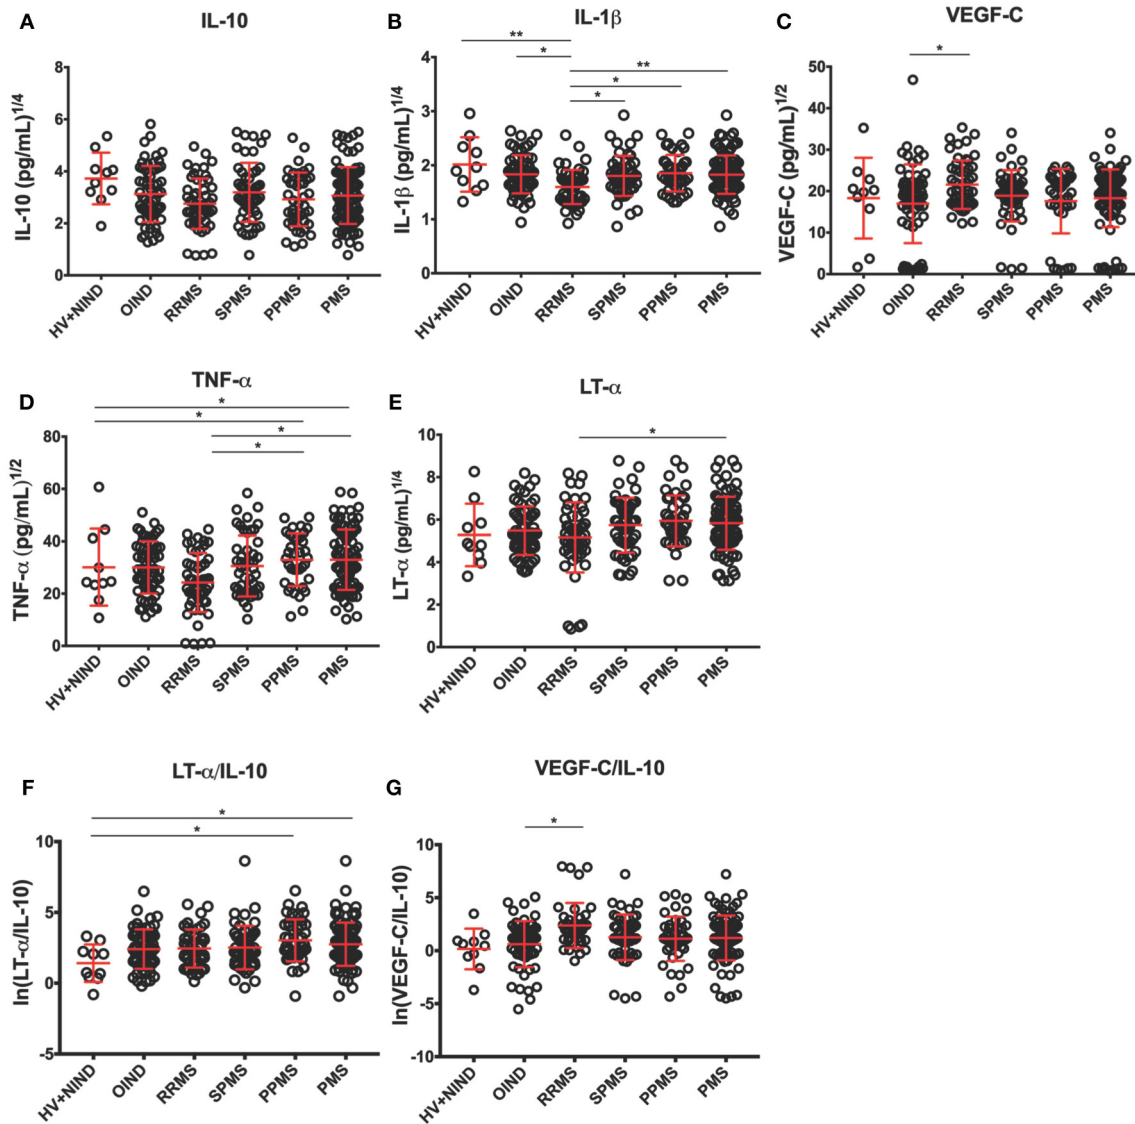 A
IL-10
IL-10 (pg/mL)1/4
8
6
4
2
0
HV+NIND
OIND
RRMS
SPMS
PPMS
PMS
B
IL-1β
**
*
**
*
*
IL-1β (pg/mL)1/4
4
3
2
1
0
HV+NIND
OIND
RRMS
SPMS
PPMS
PMS
C
VEGF-C
*
VEGF-C (pg/mL)1/2
50
40
30
20
10
0
HV+NIND
OIND
RRMS
SPMS
PPMS
PMS
D
TNF-α
*
*
*
*
TNF-α (pg/mL)1/2
80
60
40
20
0
HV+NIND
OIND
RRMS
SPMS
PPMS
PMS
E
LT-α
*
LT-α (pg/mL)1/4
10
8
6
4
2
0
HV+NIND
OIND
RRMS
SPMS
PPMS
PMS
F
LT-α/IL-10
*
*
ln(LT-α/IL-10)
10
5
0
-5
HV+NIND
OIND
RRMS
SPMS
PPMS
PMS
G
VEGF-C/IL-10
*
ln(VEGF-C/IL-10)
10
5
0
-5
-10
HV+NIND
OIND
RRMS
SPMS
PPMS
PMS